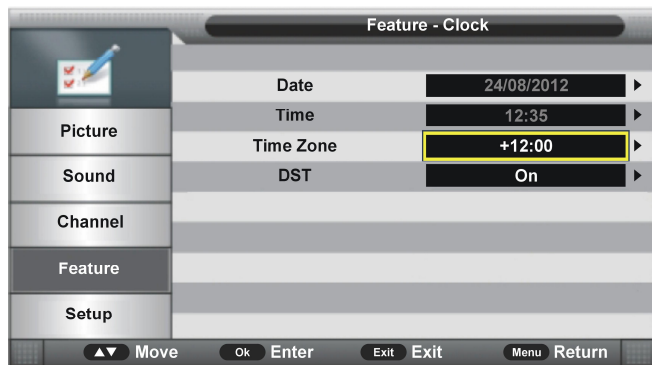 Feature - Clock
Date 24/08/2012
Time 12:35
Time Zone +12:00
DST On
Picture
Sound
Channel
Feature
Setup
Move Ok Enter Exit Exit Menu Return